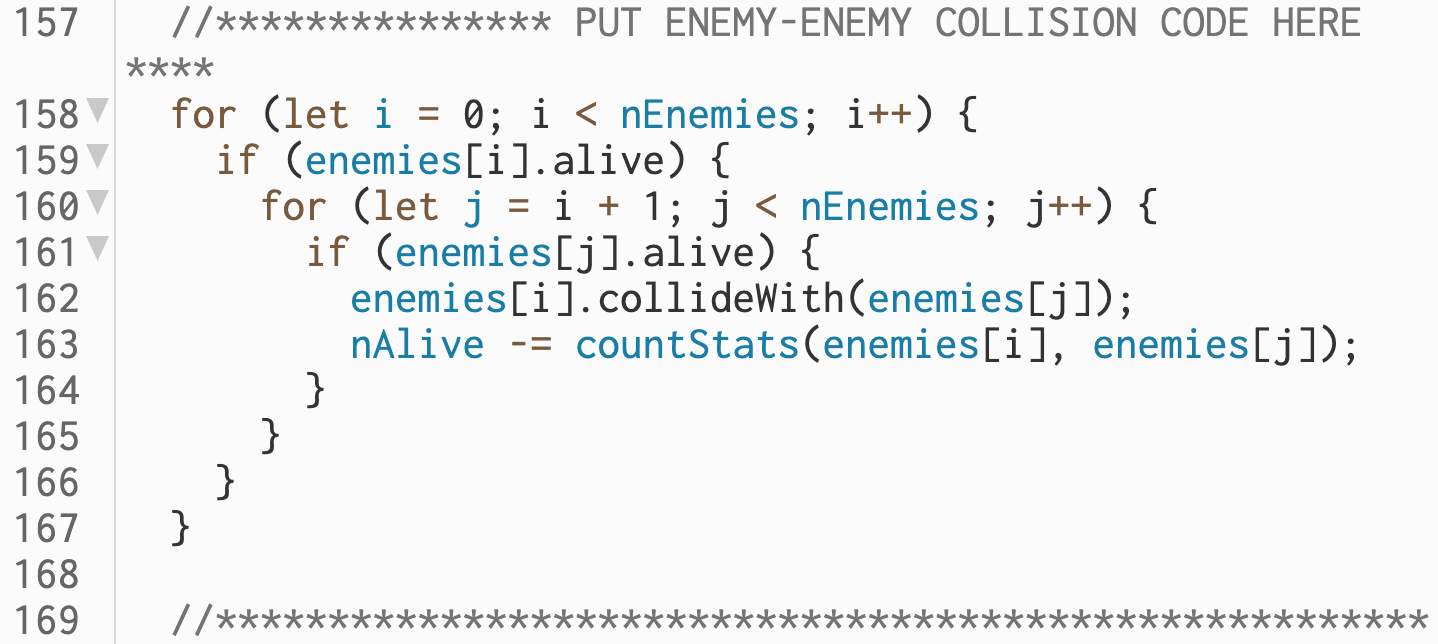 157 //*************** PUT ENEMY-ENEMY COLLISION CODE HERE
****
158 for (let i = 0; i < nEnemies; i++) {
159 if (enemies[i].alive) {
160 for (let j = i + 1; j < nEnemies; j++) {
161 if (enemies[j].alive) {
162 enemies[i].collideWith(enemies[j]);
163 nAlive -= countStats(enemies[i], enemies[j]);
164 }
165 }
166 }
167 }
168
169 //******************************************************